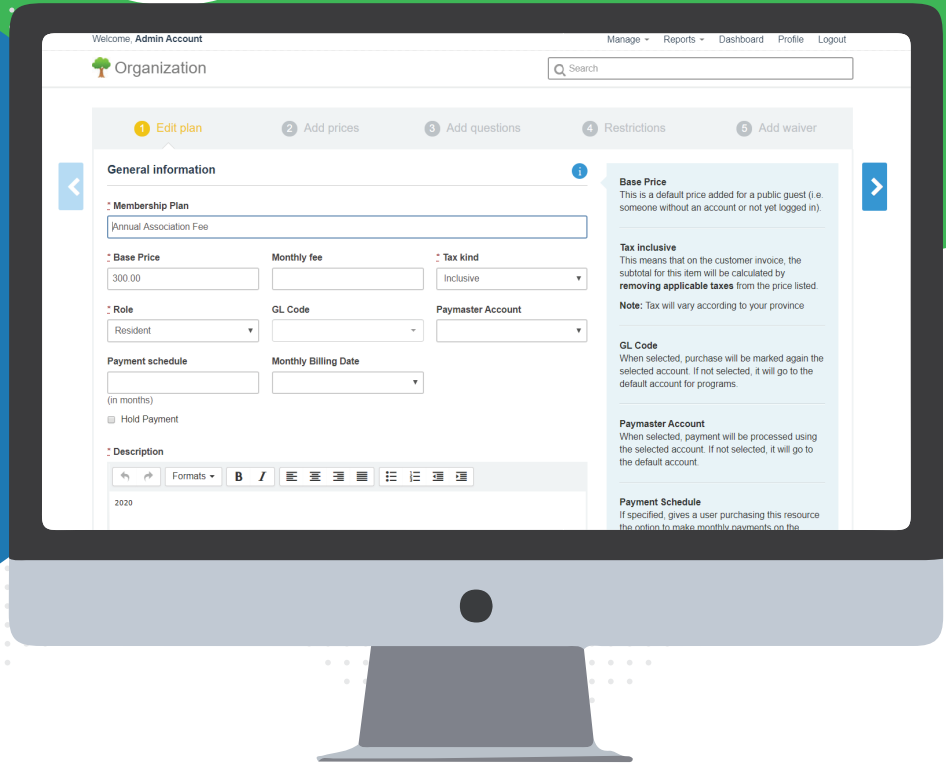 Welcome, Admin Account
Manage Reports Dashboard Profile Logout
Organization
Search
1 Edit plan 2 Add prices 3 Add questions 4 Restrictions 5 Add waiver
General information
i
* Membership Plan
Annual Association Fee
* Base Price Monthly fee * Tax kind
300.00 Inclusive
* Role GL Code Paymaster Account
Resident
Payment schedule Monthly Billing Date
(in months)
Hold Payment
* Description
Formats B I
2020
Base Price
This is a default price added for a public guest (i.e.
someone without an account or not yet logged in).
Tax inclusive
This means that on the customer invoice, the
subtotal for this item will be calculated by
removing applicable taxes from the price listed.
Note: Tax will vary according to your province
GL Code
When selected, purchase will be marked again the
selected account. If not selected, it will go to the
default account for programs.
Paymaster Account
When selected, payment will be processed using
the selected account. If not selected, it will go to
the default account.
Payment Schedule
If specified, gives a user purchasing this resource
the option to make monthly payments on the